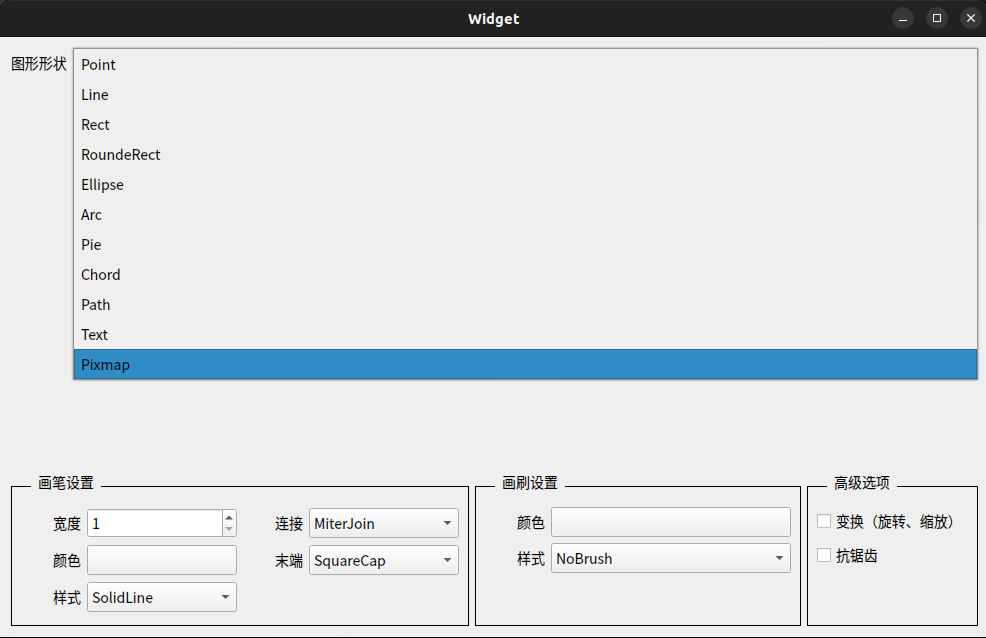 Widget
图形形状
Point
Line
Rect
RoundeRect
Ellipse
Arc
Pie
Chord
Path
Text
Pixmap
画笔设置
宽度 1 连接 MiterJoin
颜色 末端 SquareCap
样式 SolidLine
画刷设置
颜色
样式 NoBrush
高级选项
变换（旋转、缩放）
抗锯齿